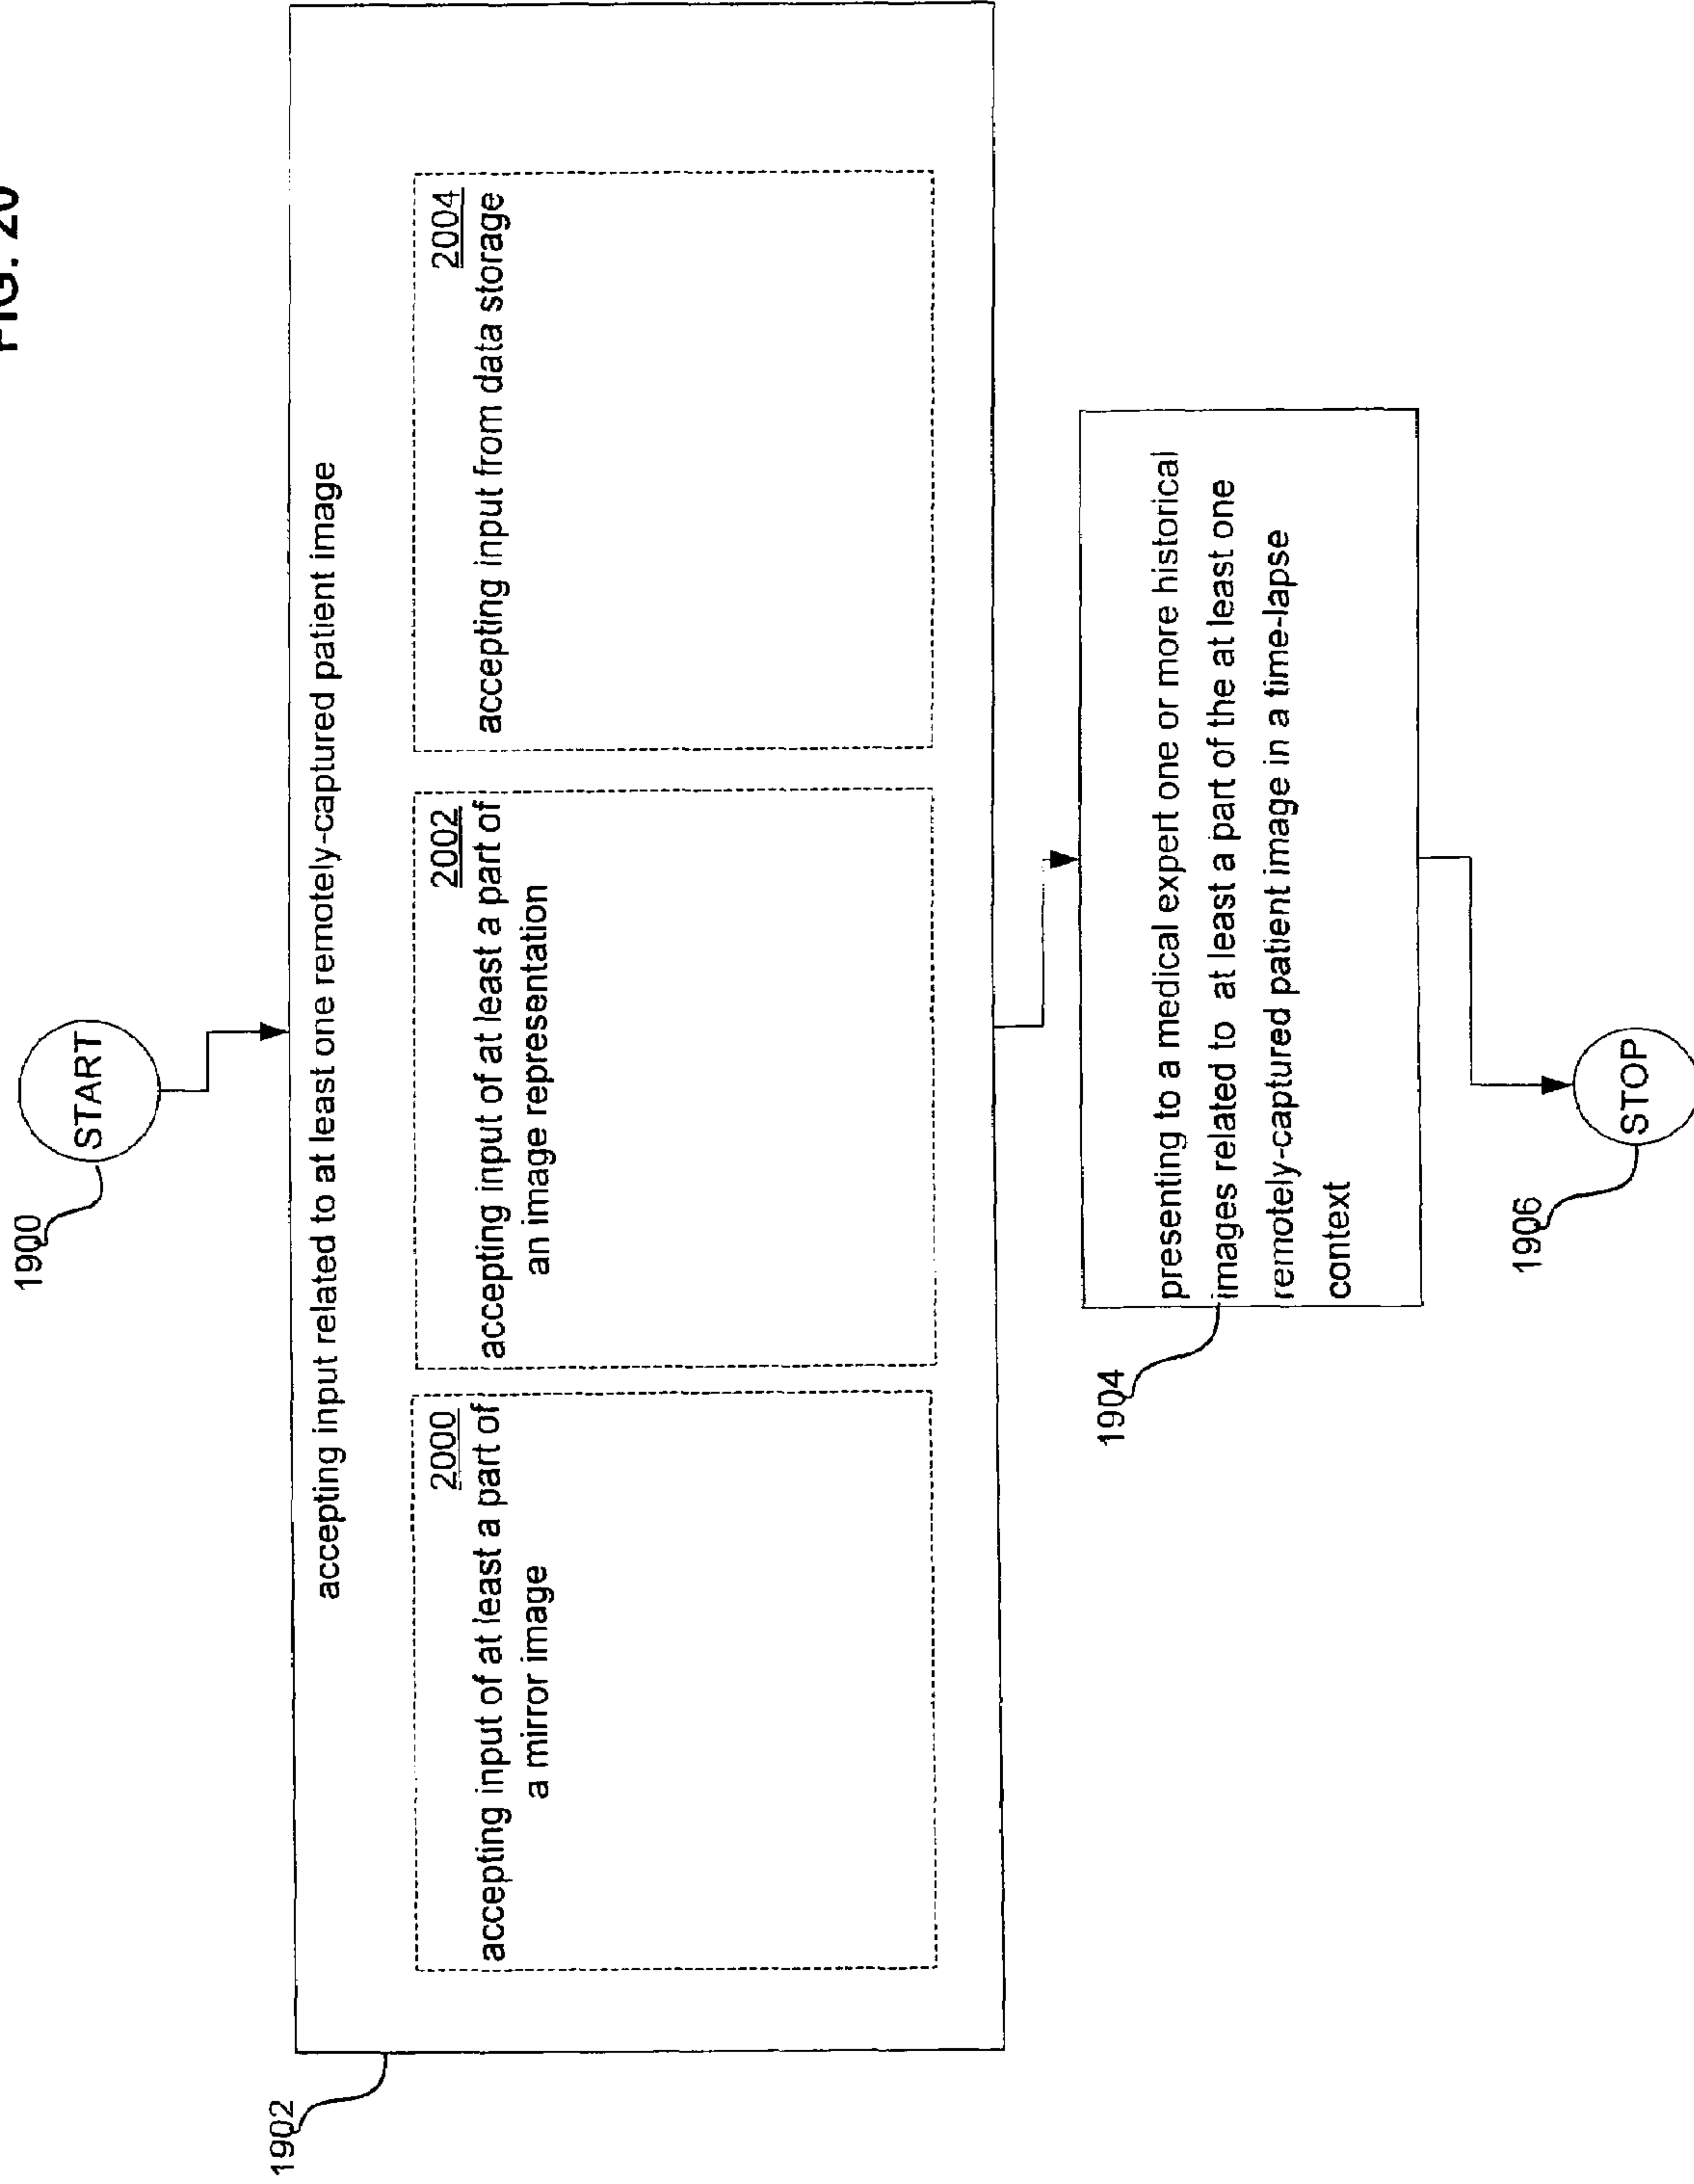 FIG. 20
1900
START
1902
accepting input related to at least one remotely-captured patient image
2000
accepting input of at least a part of
a mirror image
2002
accepting input of at least a part of
an image representation
2004
accepting input from data storage
1904
presenting to a medical expert one or more historical
images related to at least a part of the at least one
remotely-captured patient image in a time-lapse
context
1906
STOP